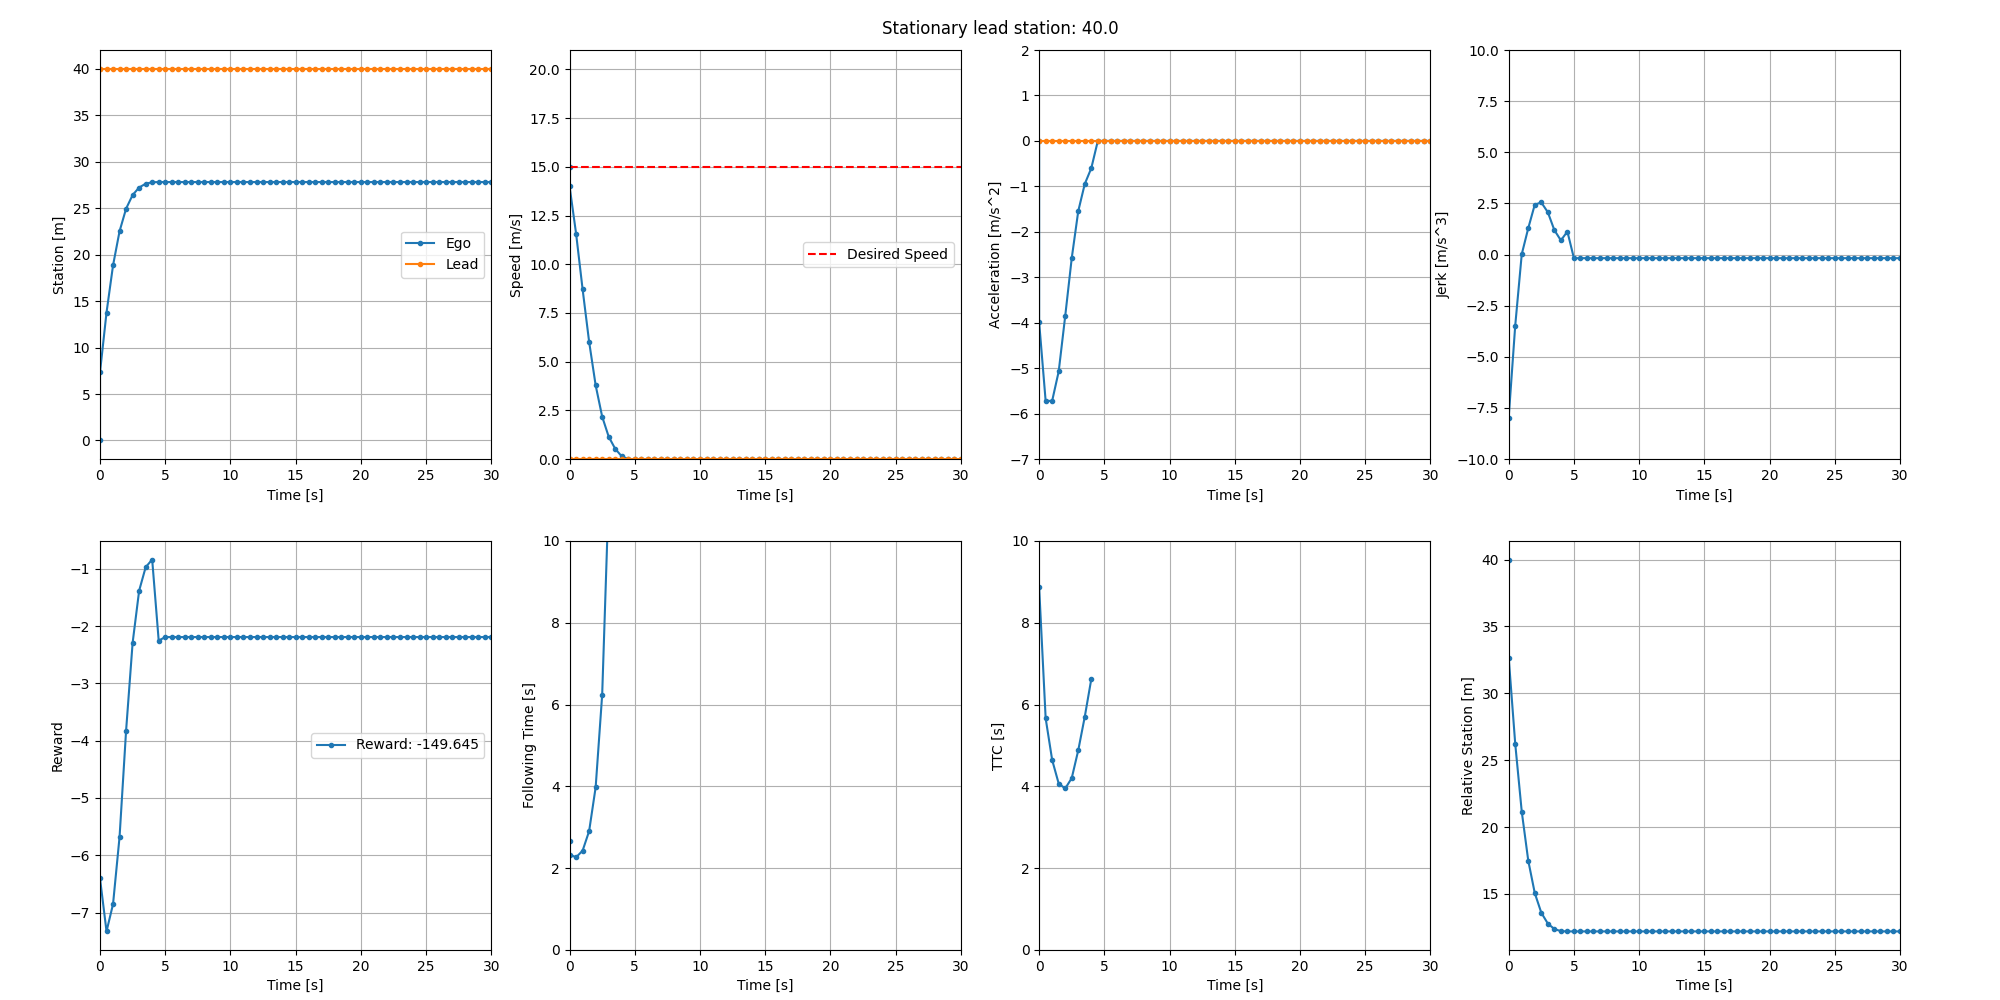 Stationary lead station: 40.0
Station [m]
40
35
30
25
20
15
10
5
0
Ego
Lead
0 5 10 15 20 25 30
Time [s]
Speed [m/s]
20.0
17.5
15.0
12.5
10.0
7.5
5.0
2.5
0.0
Desired Speed
0 5 10 15 20 25 30
Time [s]
Acceleration [m/s^2]
2
1
0
−1
−2
−3
−4
−5
−6
−7
0 5 10 15 20 25 30
Time [s]
Jerk [m/s^3]
10.0
7.5
5.0
2.5
0.0
−2.5
−5.0
−7.5
−10.0
0 5 10 15 20 25 30
Time [s]
Reward
−1
−2
−3
−4
−5
−6
−7
Reward: -149.645
0 5 10 15 20 25 30
Time [s]
Following Time [s]
10
8
6
4
2
0
0 5 10 15 20 25 30
Time [s]
TTC [s]
10
8
6
4
2
0
0 5 10 15 20 25 30
Time [s]
Relative Station [m]
40
35
30
25
20
15
0 5 10 15 20 25 30
Time [s]